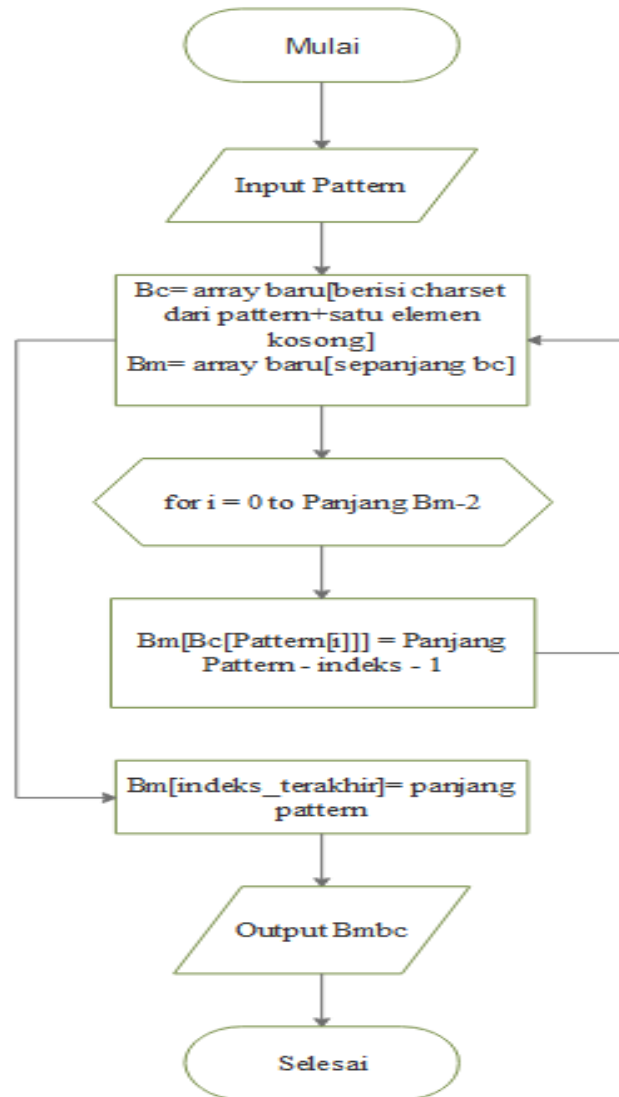 Mulai
Input Pattern
Bc= array baru[berisi charset
dari pattern+satu elemen
kosong]
Bm= array baru[sepanjang bc]
for i = 0 to Panjang Bm-2
Bm[Bc[Pattern[i]]] = Panjang
Pattern - indeks - 1
Bm[indeks_terakhir]= panjang
pattern
Output Bmbc
Selesai